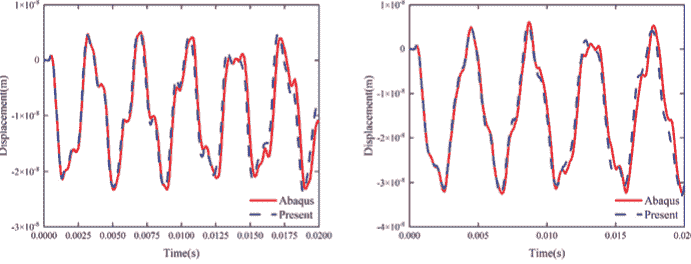 1×10⁻⁸
0
-1×10⁻⁸
-2×10⁻⁸
-3×10⁻⁸
Displacement(m)
Abaqus
Present
0.0000 0.0025 0.0050 0.0075 0.0100 0.0125 0.0150 0.0175 0.0200
Time(s)
1×10⁻⁸
0
-1×10⁻⁸
-2×10⁻⁸
-3×10⁻⁸
-4×10⁻⁸
Displacement(m)
Abaqus
Present
0.000 0.005 0.010 0.015 0.020
Time(s)